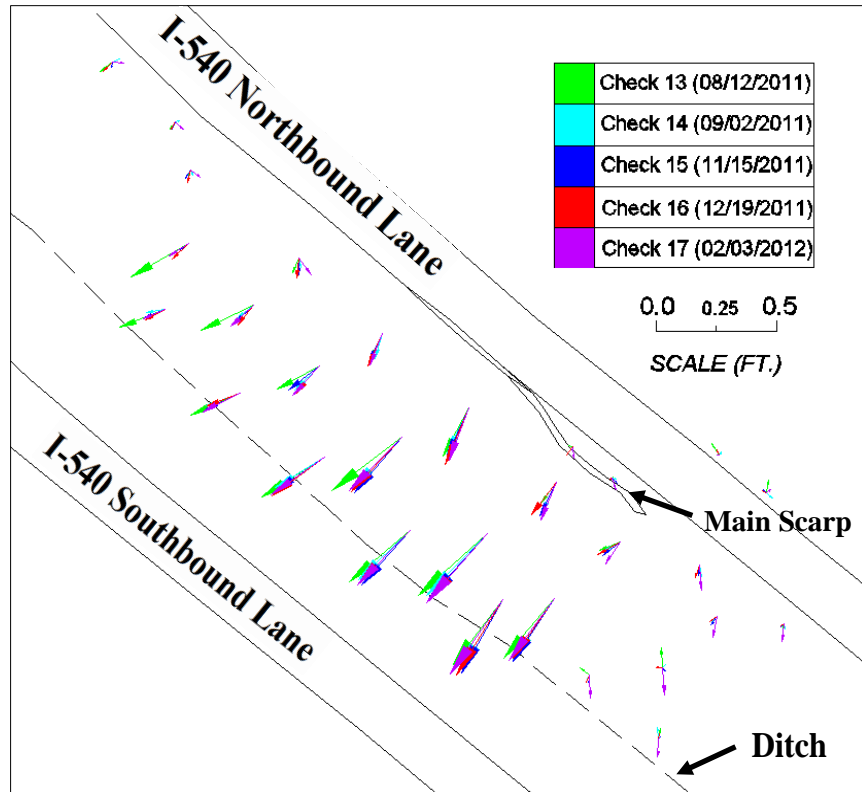 I-540 Northbound Lane
Check 13 (08/12/2011)
Check 14 (09/02/2011)
Check 15 (11/15/2011)
Check 16 (12/19/2011)
Check 17 (02/03/2012)
0.0 0.25 0.5
SCALE (FT.)
I-540 Southbound Lane
Main Scarp
Ditch